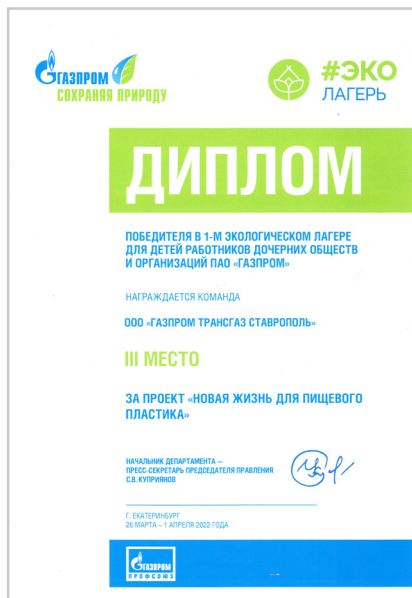 ГАЗПРОМ
СОХРАНЯЯ ПРИРОДУ
#ЭКО
ЛАГЕРЬ
ДИПЛОМ
ПОБЕДИТЕЛЯ В 1-М ЭКОЛОГИЧЕСКОМ ЛАГЕРЕ
ДЛЯ ДЕТЕЙ РАБОТНИКОВ ДОЧЕРНИХ ОБЩЕСТВ
И ОРГАНИЗАЦИЙ ПАО «ГАЗПРОМ»
НАГРАЖДАЕТСЯ КОМАНДА
ООО «ГАЗПРОМ ТРАНСГАЗ СТАВРОПОЛЬ»
III МЕСТО
ЗА ПРОЕКТ «НОВАЯ ЖИЗНЬ ДЛЯ ПИЩЕВОГО
ПЛАСТИКА»
НАЧАЛЬНИК ДЕПАРТАМЕНТА –
ПРЕСС-СЕКРЕТАРЬ ПРЕДСЕДАТЕЛЯ ПРАВЛЕНИЯ
С.В. КУПРИЯНОВ
Г. ЕКАТЕРИНБУРГ
26 МАРТА – 1 АПРЕЛЯ 2022 ГОДА
ГАЗПРОМ
ПРОФСОЮЗ